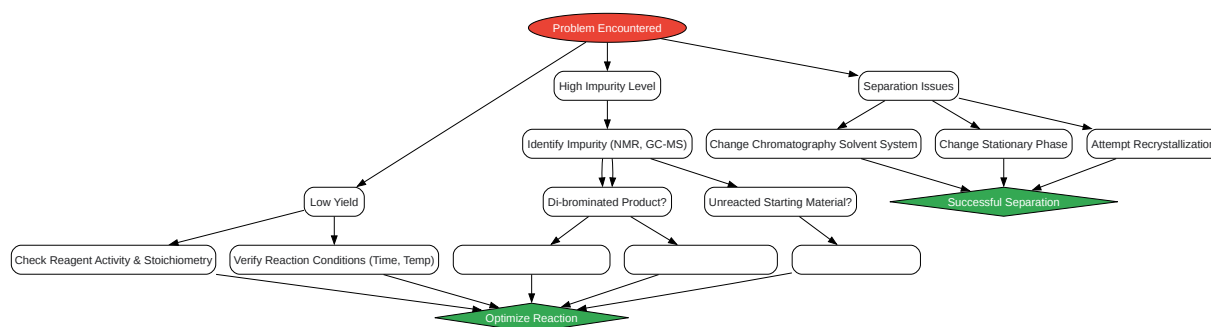 Problem Encountered
High Impurity Level
Separation Issues
Identify Impurity (NMR, GC-MS)
Change Chromatography Solvent System
Change Stationary Phase
Attempt Recrystallization
Low Yield
Di-brominated Product?
Unreacted Starting Material?
Successful Separation
Check Reagent Activity & Stoichiometry
Verify Reaction Conditions (Time, Temp)
Optimize Reaction